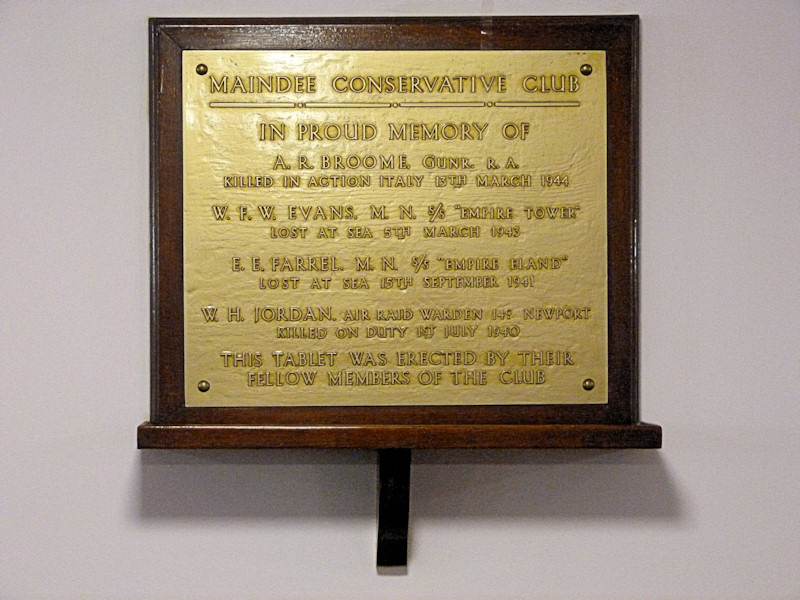 MAINDEE CONSERVATIVE CLUB
IN PROUD MEMORY OF
A. R. BROOME. GUNR. R. A.
KILLED IN ACTION ITALY 13TH MARCH 1944
W. F. W. EVANS. M. N. S/S "EMPIRE TOWER"
LOST AT SEA 5TH MARCH 1943
E. E. FARREL. M. N. S/S "EMPIRE ELAND"
LOST AT SEA 15TH SEPTEMBER 1941
W. H. JORDAN. AIR RAID WARDEN 149 NEWPORT
KILLED ON DUTY 1ST JULY 1940
THIS TABLET WAS ERECTED BY THEIR
FELLOW MEMBERS OF THE CLUB